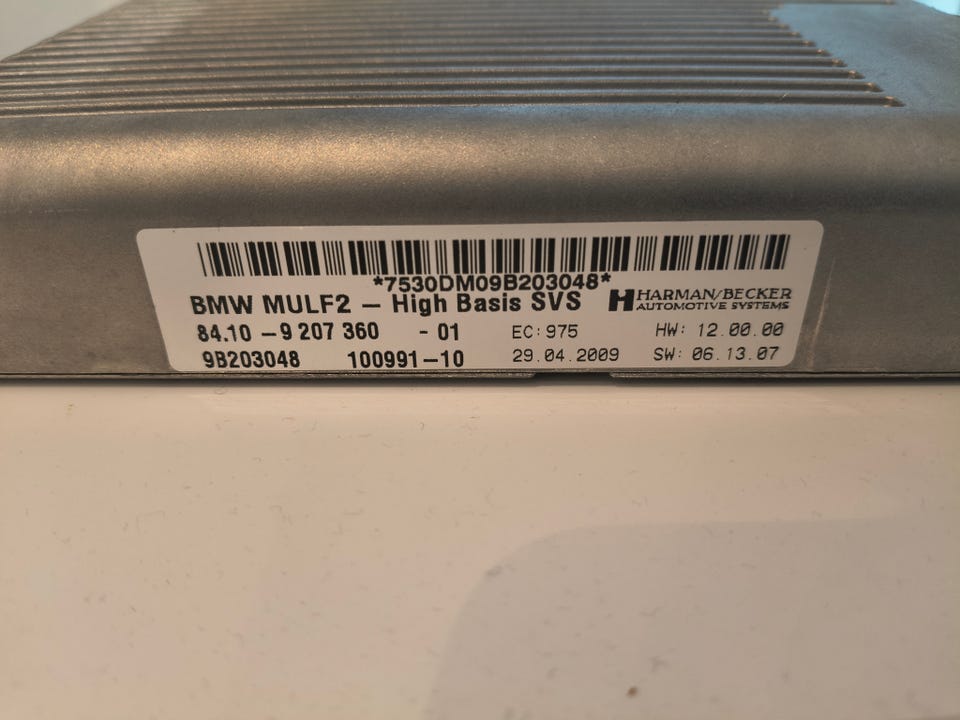 *7530DM09B203048*
BMW MULF2 – High Basis SVS
HARMAN/BECKER
AUTOMOTIVE SYSTEMS
84.10 – 9 207 360 - 01 EC: 975 HW: 12.00.00
9B203048 100991-10 29.04.2009 SW: 06.13.07